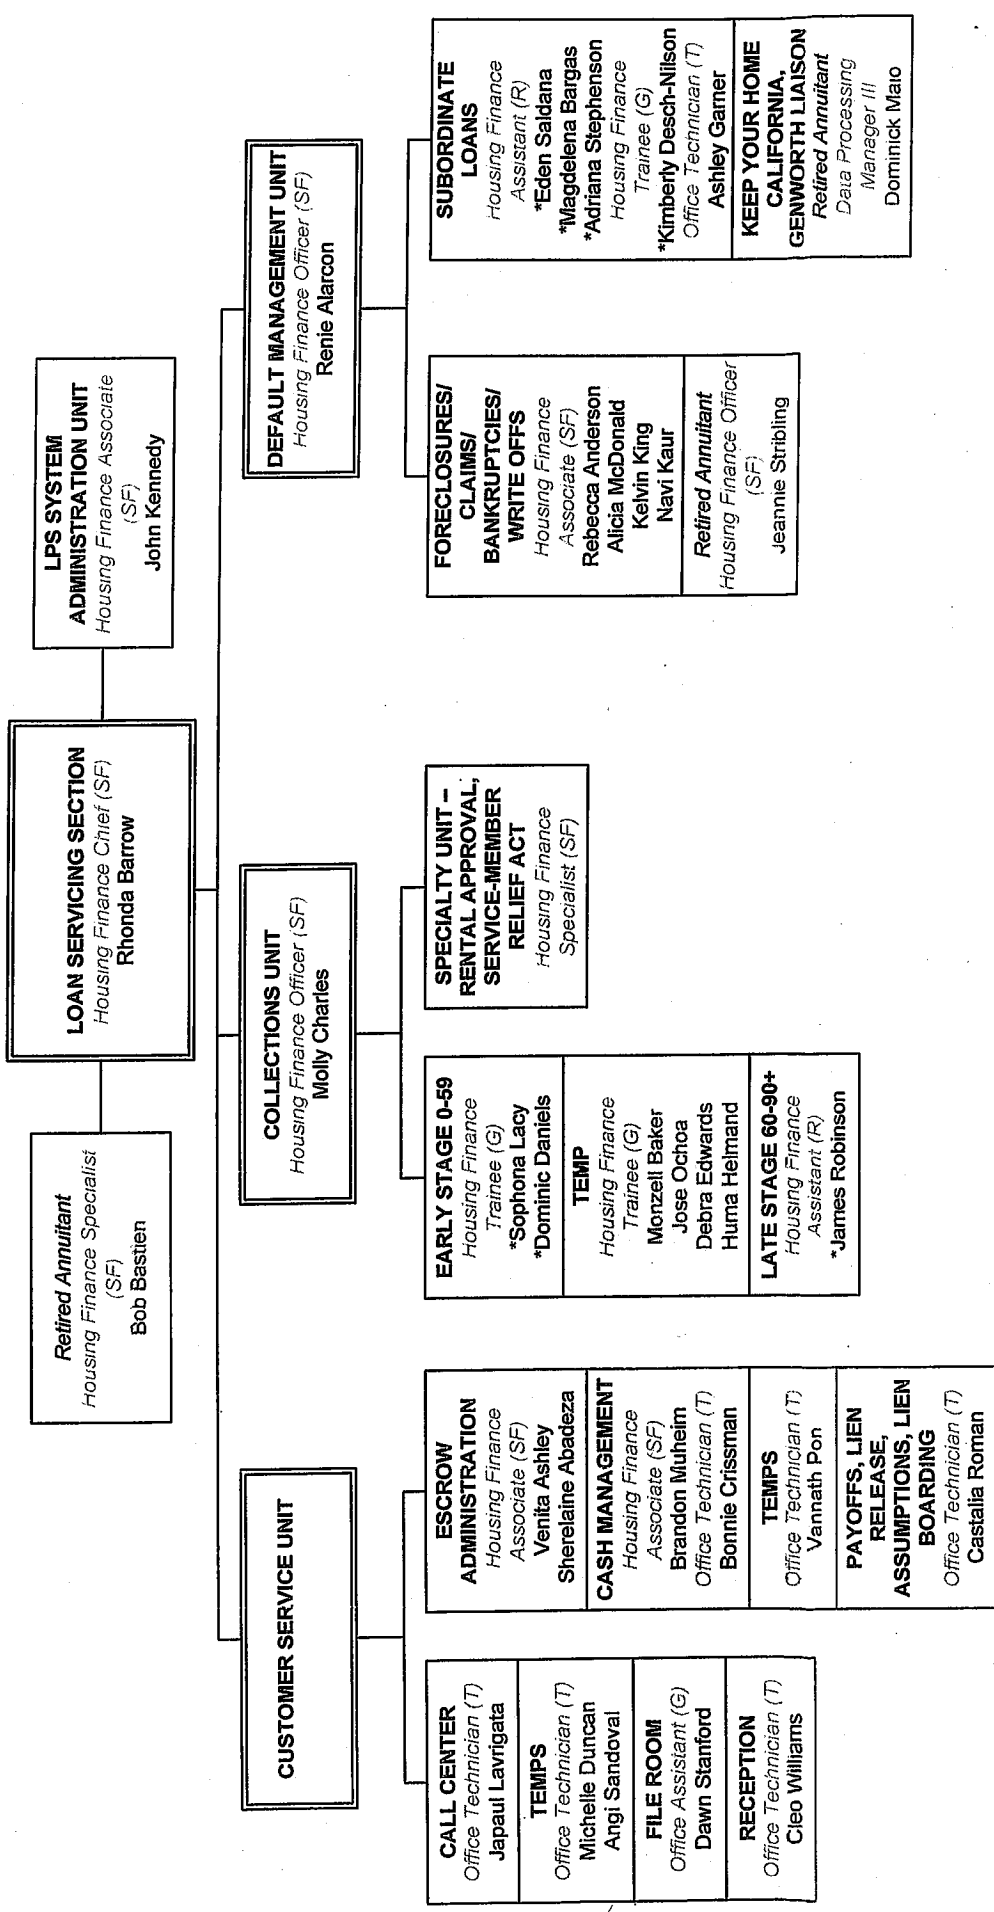 LOAN SERVICING SECTION
Housing Finance Chief (SF)
Rhonda Barrow
Retired Annuitant
Housing Finance Specialist
(SF)
Bob Bastien
LPS SYSTEM
ADMINISTRATION UNIT
Housing Finance Associate
(SF)
John Kennedy
CUSTOMER SERVICE UNIT
COLLECTIONS UNIT
Housing Finance Officer (SF)
Molly Charles
DEFAULT MANAGEMENT UNIT
Housing Finance Officer (SF)
Renie Alarcon
CALL CENTER
Office Technician (T)
Japaul Lavrigata
TEMPS
Office Technician (T)
Michelle Duncan
Angi Sandoval
FILE ROOM
Office Assistant (G)
Dawn Stanford
RECEPTION
Office Technician (T)
Cleo Williams
ESCROW
ADMINISTRATION
Housing Finance
Associate (SF)
Venita Ashley
Sherelaine Abadeza
CASH MANAGEMENT
Housing Finance
Associate (SF)
Brandon Muheim
Office Technician (T)
Bonnie Crissman
TEMPS
Office Technician (T)
Vannath Pon
PAYOFFS, LIEN
RELEASE,
ASSUMPTIONS, LIEN
BOARDING
Office Technician (T)
Castalia Roman
EARLY STAGE 0-59
Housing Finance
Trainee (G)
*Sophona Lacy
*Dominic Daniels
TEMP
Housing Finance
Trainee (G)
Monzell Baker
Jose Ochoa
Debra Edwards
Huma Helmand
LATE STAGE 60-90+
Housing Finance
Assistant (R)
*James Robinson
SPECIALTY UNIT –
RENTAL APPROVAL,
SERVICE-MEMBER
RELIEF ACT
Housing Finance
Specialist (SF)
FORECLOSURES/
CLAIMS/
BANKRUPTCIES/
WRITE OFFS
Housing Finance
Associate (SF)
Rebecca Anderson
Alicia McDonald
Kelvin King
Navi Kaur
Retired Annuitant
Housing Finance Officer
(SF)
Jeannie Stribling
SUBORDINATE
LOANS
Housing Finance
Assistant (R)
*Eden Saldana
*Magdelena Bargas
*Adriana Stephenson
Housing Finance
Trainee (G)
*Kimberly Desch-Nilson
Office Technician (T)
Ashley Garner
KEEP YOUR HOME
CALIFORNIA,
GENWORTH LIAISON
Retired Annuitant
Data Processing
Manager III
Dominick Maio